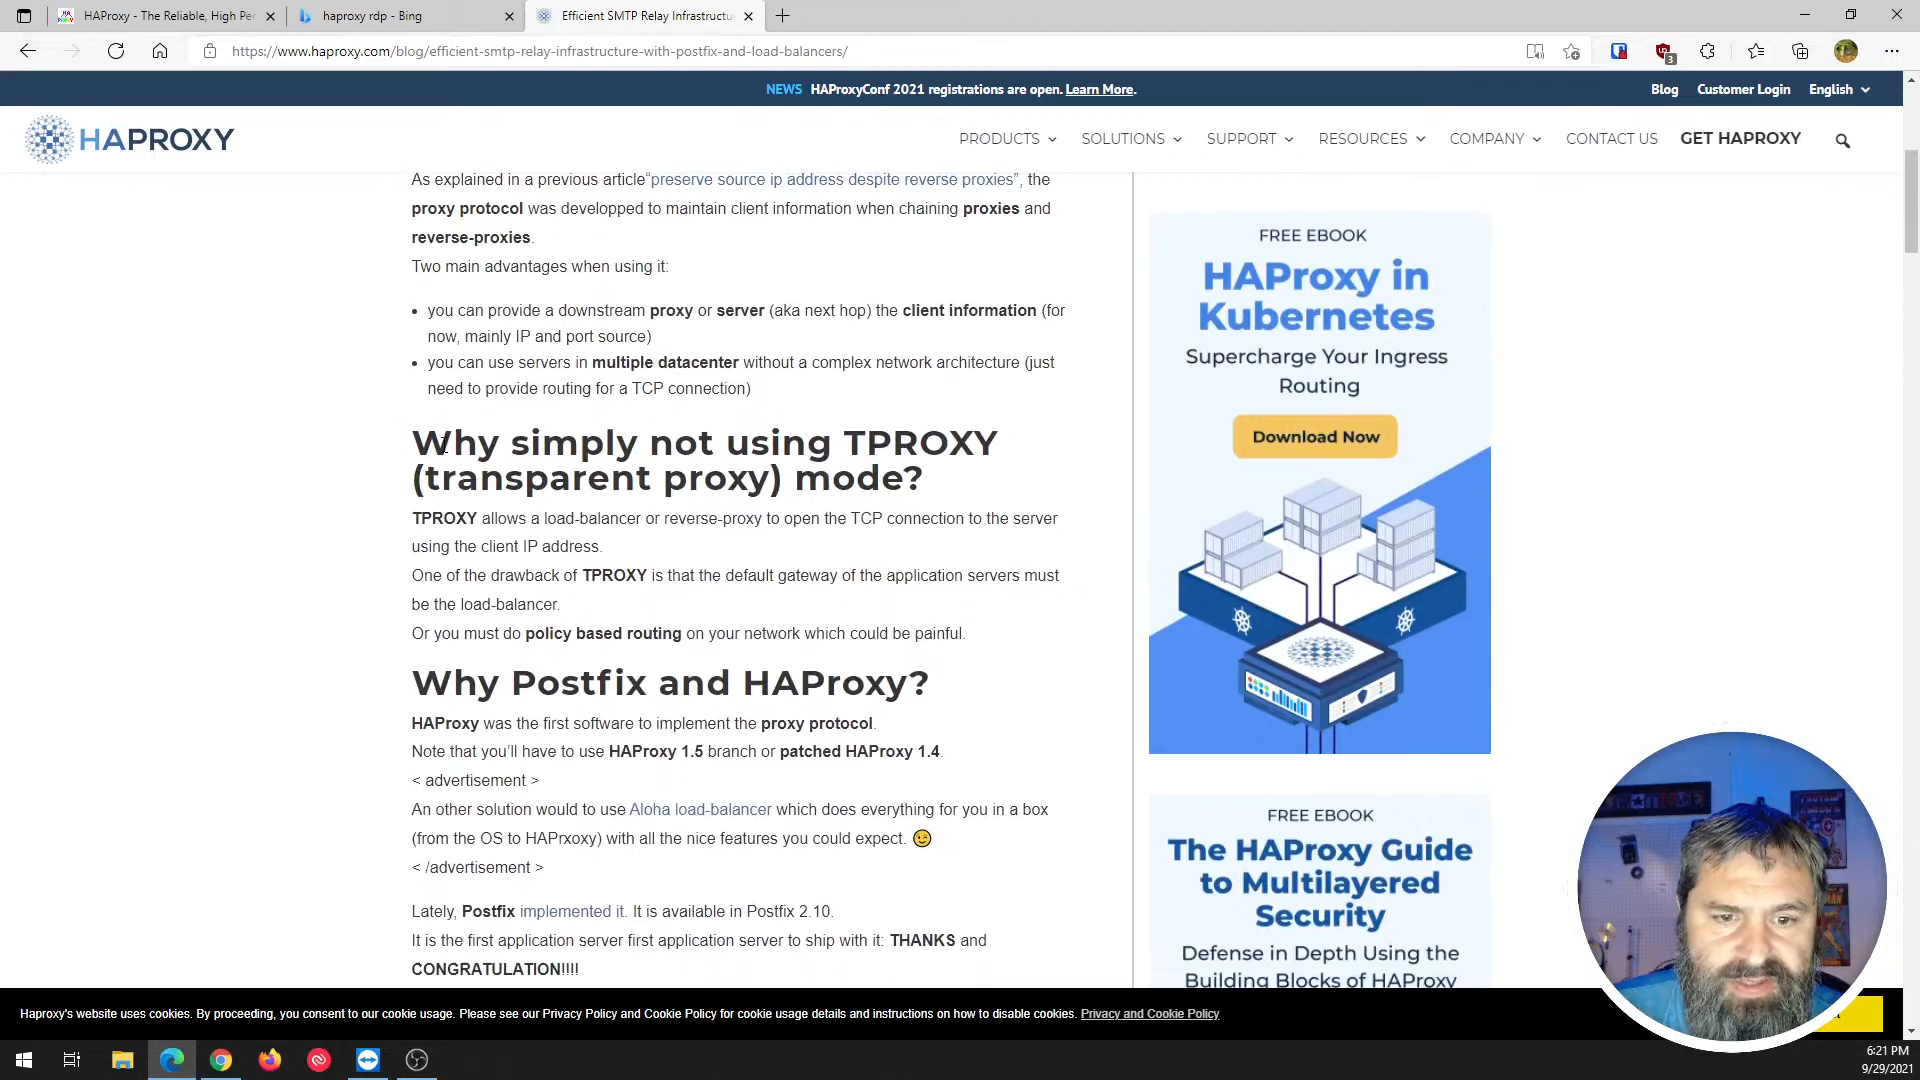 HAProxy - The Reliable, High Per
haproxy rdp - Bing
Efficient SMTP Relay Infrastructu
https://www.haproxy.com/blog/efficient-smtp-relay-infrastructure-with-postfix-and-load-balancers/
3
NEWS HAProxyConf 2021 registrations are open. Learn More.
Blog Customer Login English
HAPROXY
PRODUCTS SOLUTIONS SUPPORT RESOURCES COMPANY CONTACT US GET HAPROXY
As explained in a previous article“preserve source ip address despite reverse proxies”, the
proxy protocol was developped to maintain client information when chaining proxies and
reverse-proxies.
Two main advantages when using it:
• you can provide a downstream proxy or server (aka next hop) the client information (for
now, mainly IP and port source)
• you can use servers in multiple datacenter without a complex network architecture (just
need to provide routing for a TCP connection)
Why simply not using TPROXY
(transparent proxy) mode?
TPROXY allows a load-balancer or reverse-proxy to open the TCP connection to the server
using the client IP address.
One of the drawback of TPROXY is that the default gateway of the application servers must
be the load-balancer.
Or you must do policy based routing on your network which could be painful.
Why Postfix and HAProxy?
HAProxy was the first software to implement the proxy protocol.
Note that you’ll have to use HAProxy 1.5 branch or patched HAProxy 1.4.
< advertisement >
An other solution would to use Aloha load-balancer which does everything for you in a box
(from the OS to HAPrxoxy) with all the nice features you could expect. 😉
< /advertisement >
Lately, Postfix implemented it. It is available in Postfix 2.10.
It is the first application server first application server to ship with it: THANKS and
CONGRATULATION!!!!
FREE EBOOK
HAProxy in
Kubernetes
Supercharge Your Ingress
Routing
Download Now
FREE EBOOK
The HAProxy Guide
to Multilayered
Security
Defense in Depth Using the
Building Blocks of HAProxy
Haproxy's website uses cookies. By proceeding, you consent to our cookie usage. Please see our Privacy Policy and Cookie Policy for cookie usage details and instructions on how to disable cookies. Privacy and Cookie Policy
6:21 PM
9/29/2021